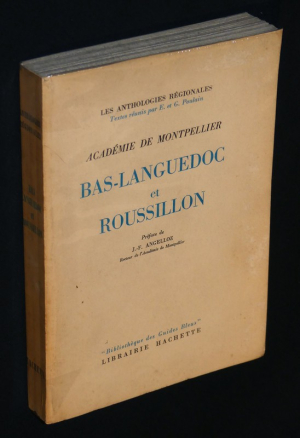 LES ANTHOLOGIES RÉGIONALES
Textes réunis par E. et G. Poulain
ACADÉMIE DE MONTPELLIER
BAS-LANGUEDOC
et
ROUSSILLON
Préface de
J.-F. ANGELLOZ
Recteur de l'Académie de Montpellier
"Bibliothèque des Guides Bleus"
LIBRAIRIE HACHETTE